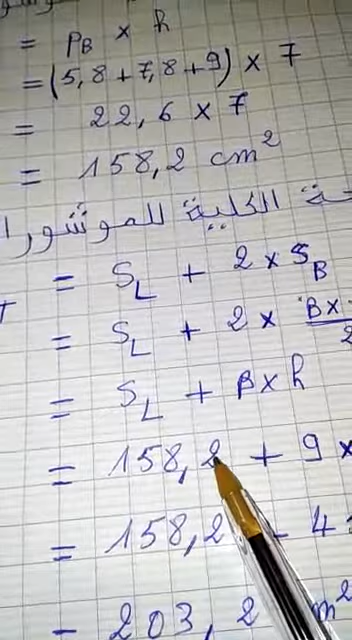 = P_B × h
= (5,8 + 7,8 + 9) × 7
= 22,6 × 7
= 158,2 cm²
الكلية للموشور
= S_L + 2 × S_B
= S_L + 2 × B×
= S_L + B × h
= 158,2 + 9 ×
= 158,2 4
= 203,2 m²